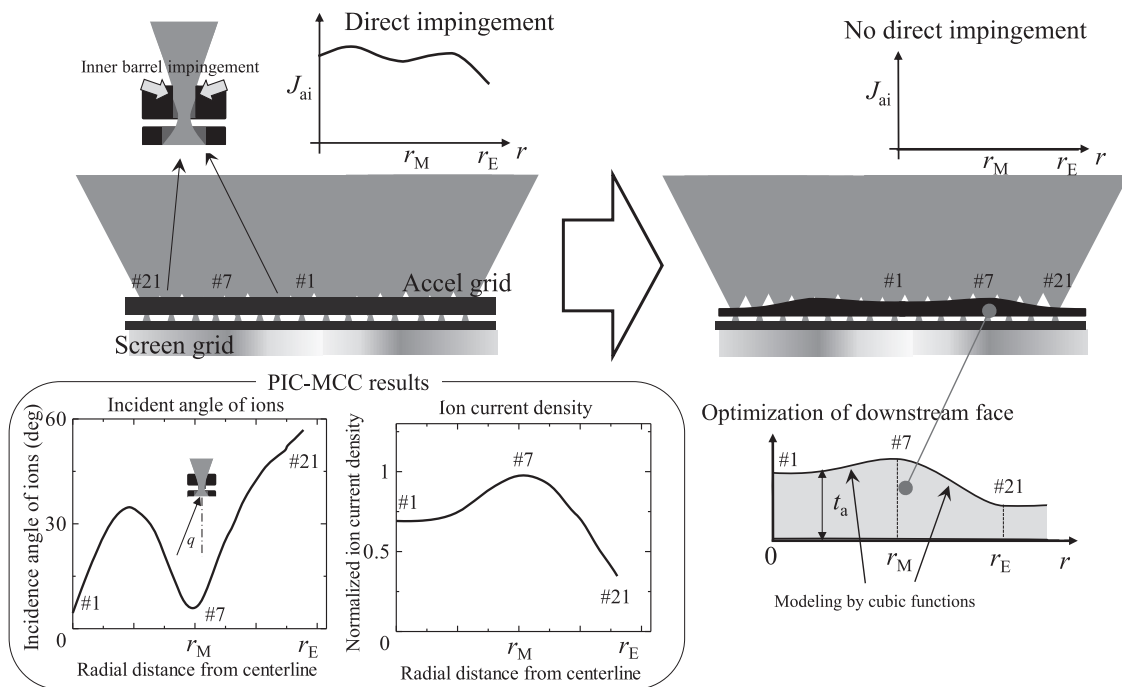 Direct impingement
Inner barrel impingement
J_ai
r_M
r_E
r
#21
#7
#1
Accel grid
Screen grid
No direct impingement
J_ai
r_M
r_E
r
#1
#7
#21
PIC-MCC results
Incident angle of ions
Incidence angle of ions (deg)
60
30
0
#1
#7
#21
q
r_M
r_E
Radial distance from centerline
Ion current density
Normalized ion current density
1
0.5
0
#1
#7
#21
r_M
r_E
Radial distance from centerline
Optimization of downstream face
#1
#7
#21
t_a
0
r_M
r_E
r
Modeling by cubic functions